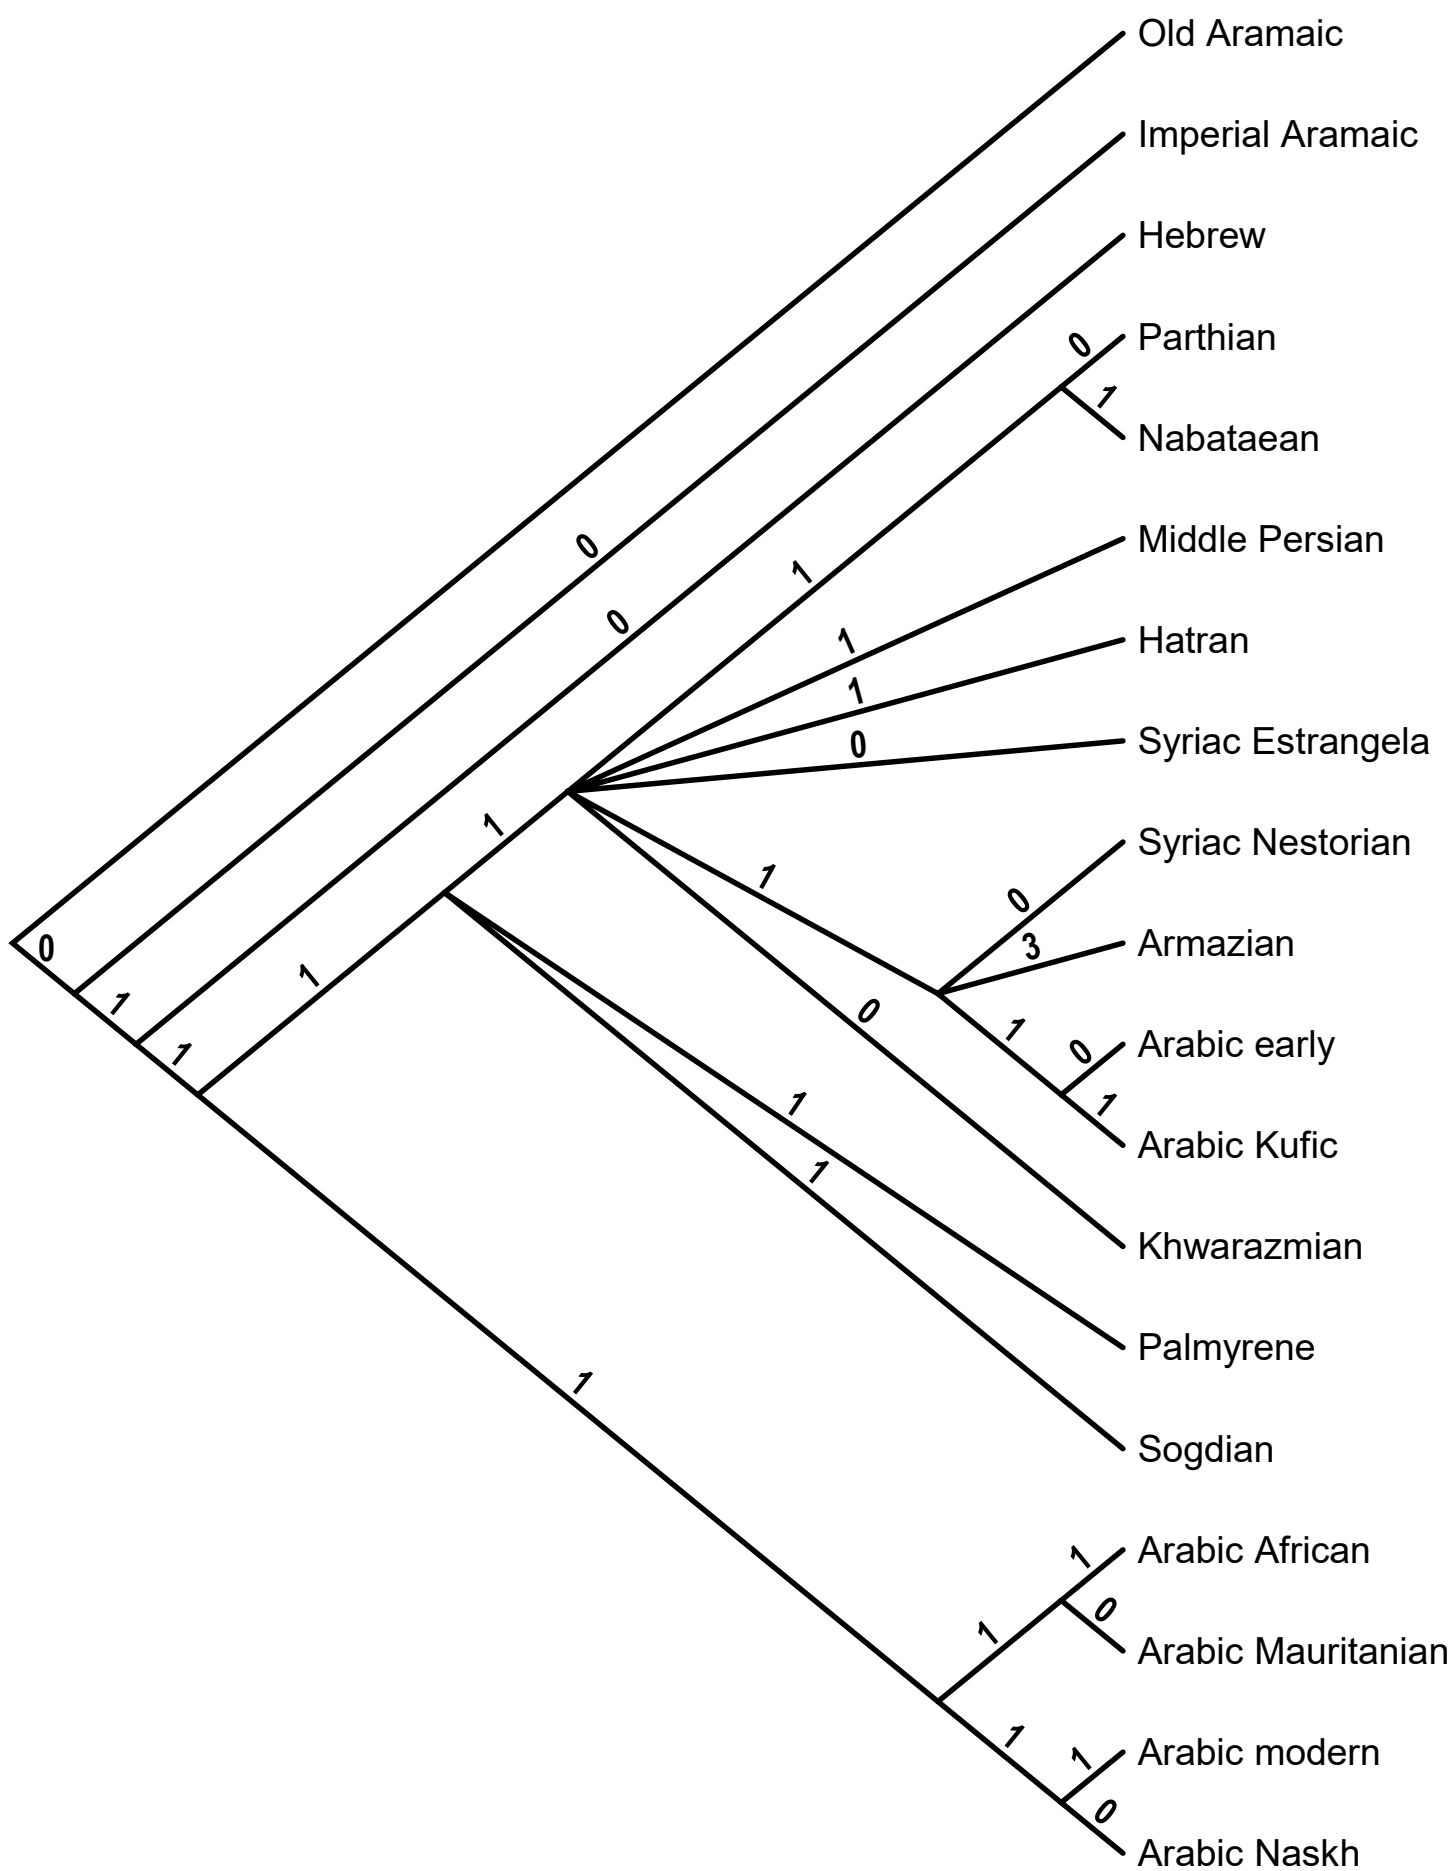 Old Aramaic
Imperial Aramaic
Hebrew
0
Parthian
1
Nabataean
0
Middle Persian
1
0
Hatran
1
1
Syriac Estrangela
0
1
Syriac Nestorian
1
0
Armazian
3
0
1
1
0
1
0
Arabic early
1
Arabic Kufic
1
Khwarazmian
1
Palmyrene
1
Sogdian
1
Arabic African
0
1
Arabic Mauritanian
1
1
Arabic modern
0
Arabic Naskh